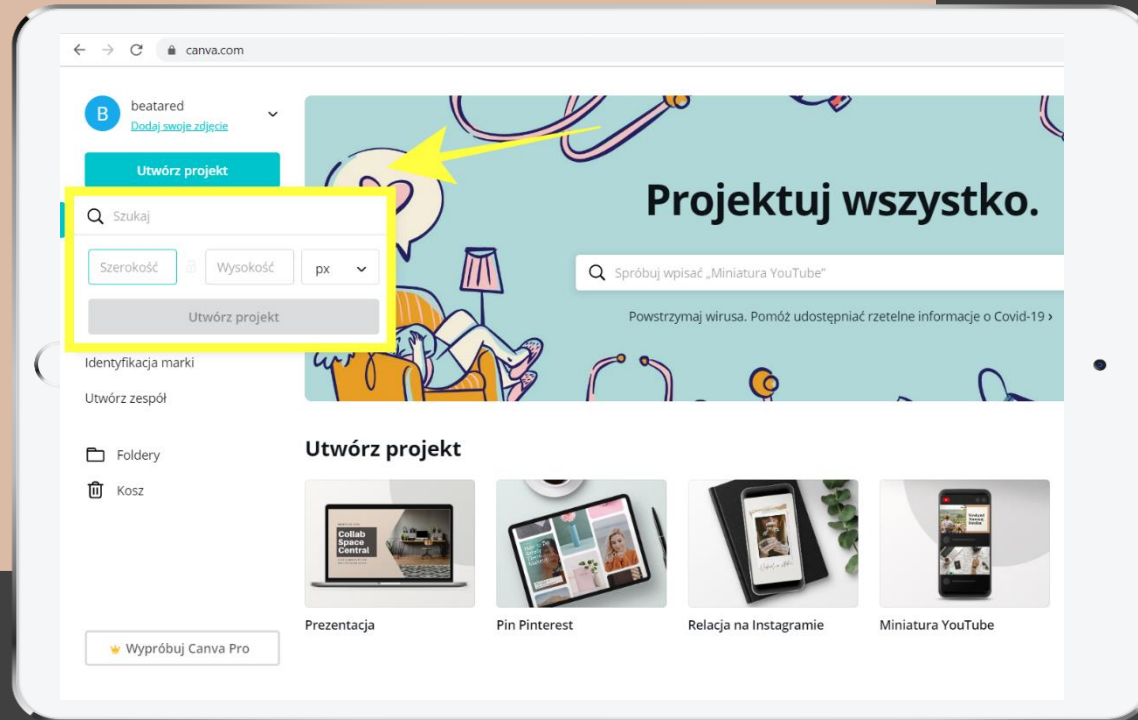 canva.com
B
beatared
Dodaj swoje zdjęcie
Utwórz projekt
Szukaj
Szerokość
Wysokość
px
Utwórz projekt
Identyfikacja marki
Utwórz zespół
Foldery
Kosz
Wypróbuj Canva Pro
Projektuj wszystko.
Spróbuj wpisać „Miniatura YouTube”
Powstrzymaj wirusa. Pomóż udostępniać rzetelne informacje o Covid-19 ›
Utwórz projekt
Collab
Space
Central
Prezentacja
Pin Pinterest
Relacja na Instagramie
Miniatura YouTube